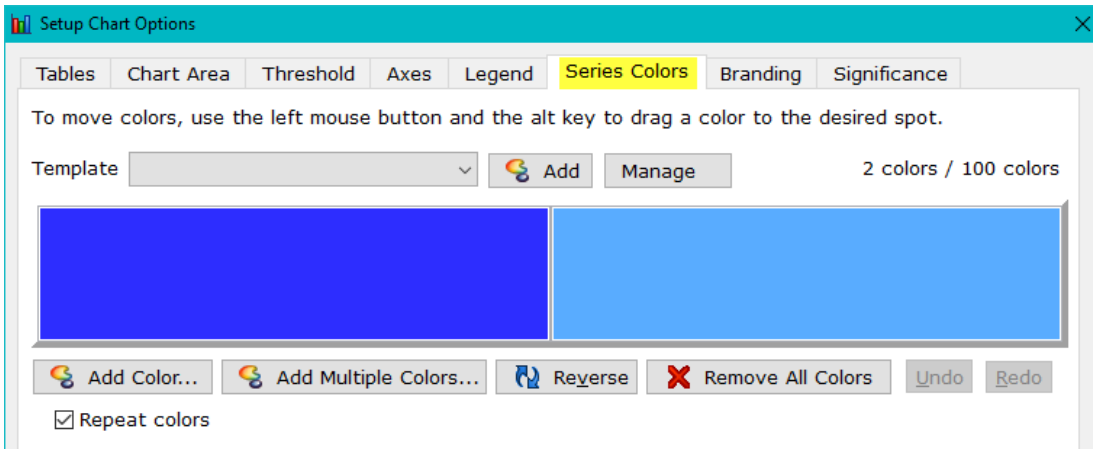 Setup Chart Options
Tables Chart Area Threshold Axes Legend Series Colors Branding Significance
To move colors, use the left mouse button and the alt key to drag a color to the desired spot.
Template Add Manage 2 colors / 100 colors
Add Color... Add Multiple Colors... Reverse Remove All Colors Undo Redo
Repeat colors